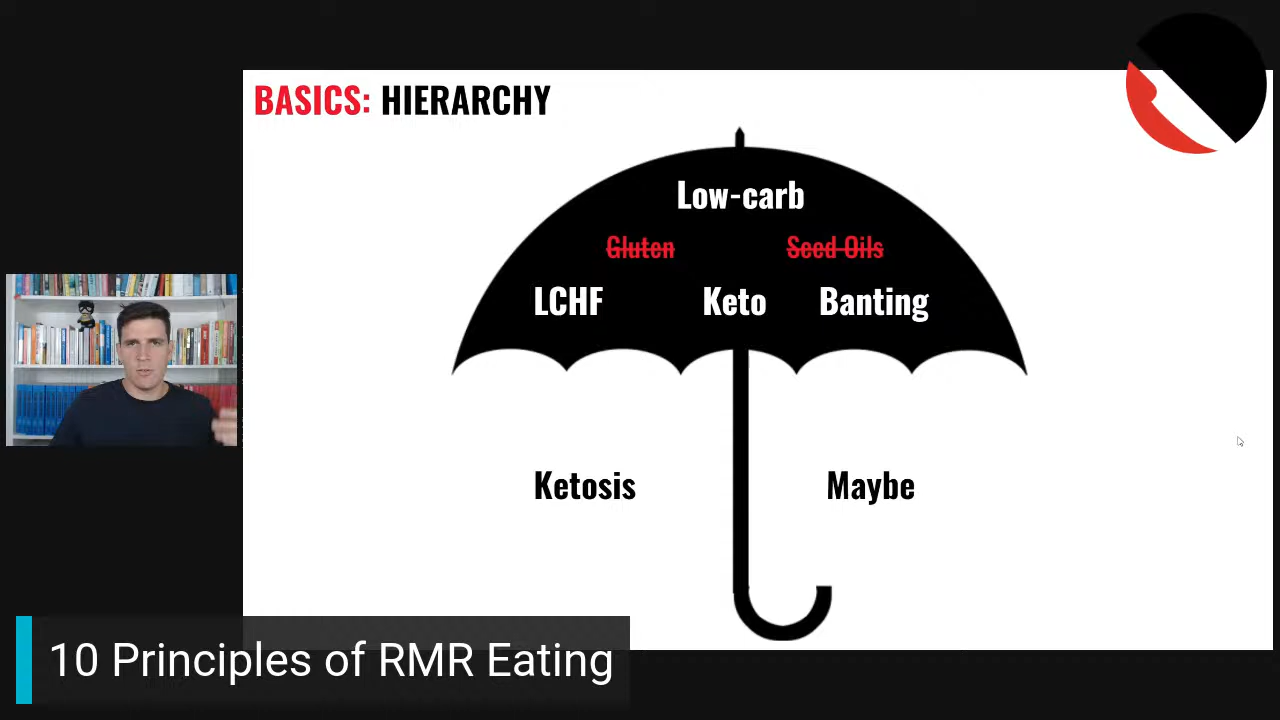 BASICS: HIERARCHY
Low-carb
Gluten Seed Oils
LCHF Keto Banting
Ketosis Maybe
10 Principles of RMR Eating